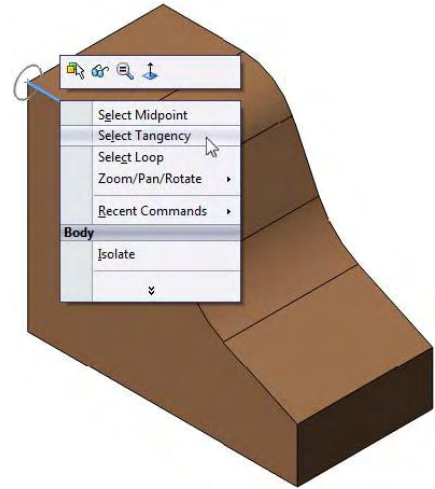 Select Midpoint
Select Tangency
Select Loop
Zoom/Pan/Rotate
Recent Commands
Body
Isolate